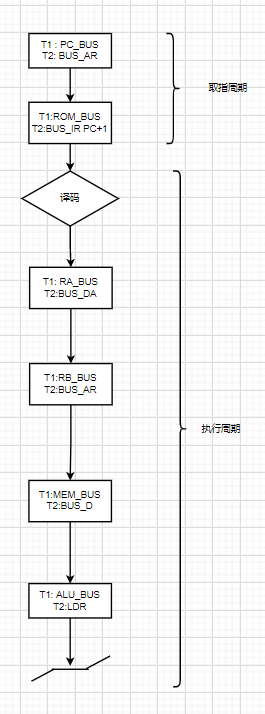 T1 : PC_BUS
T2: BUS_AR
取指周期
T1:ROM_BUS
T2:BUS_IR PC+1
译码
T1: RA_BUS
T2:BUS_DA
T1:RB_BUS
T2:BUS_AR
执行周期
T1:MEM_BUS
T2:BUS_D
T1: ALU_BUS
T2:LDR